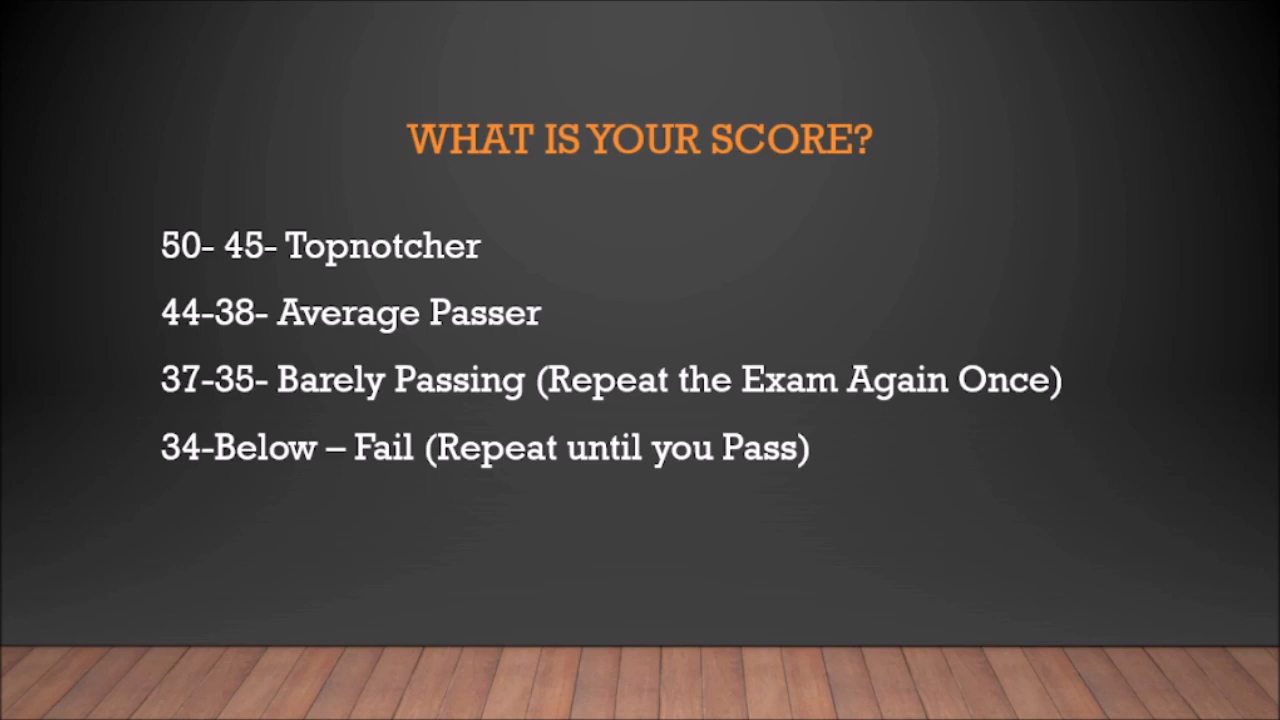 WHAT IS YOUR SCORE?
50- 45- Topnotcher
44-38- Average Passer
37-35- Barely Passing (Repeat the Exam Again Once)
34-Below – Fail (Repeat until you Pass)